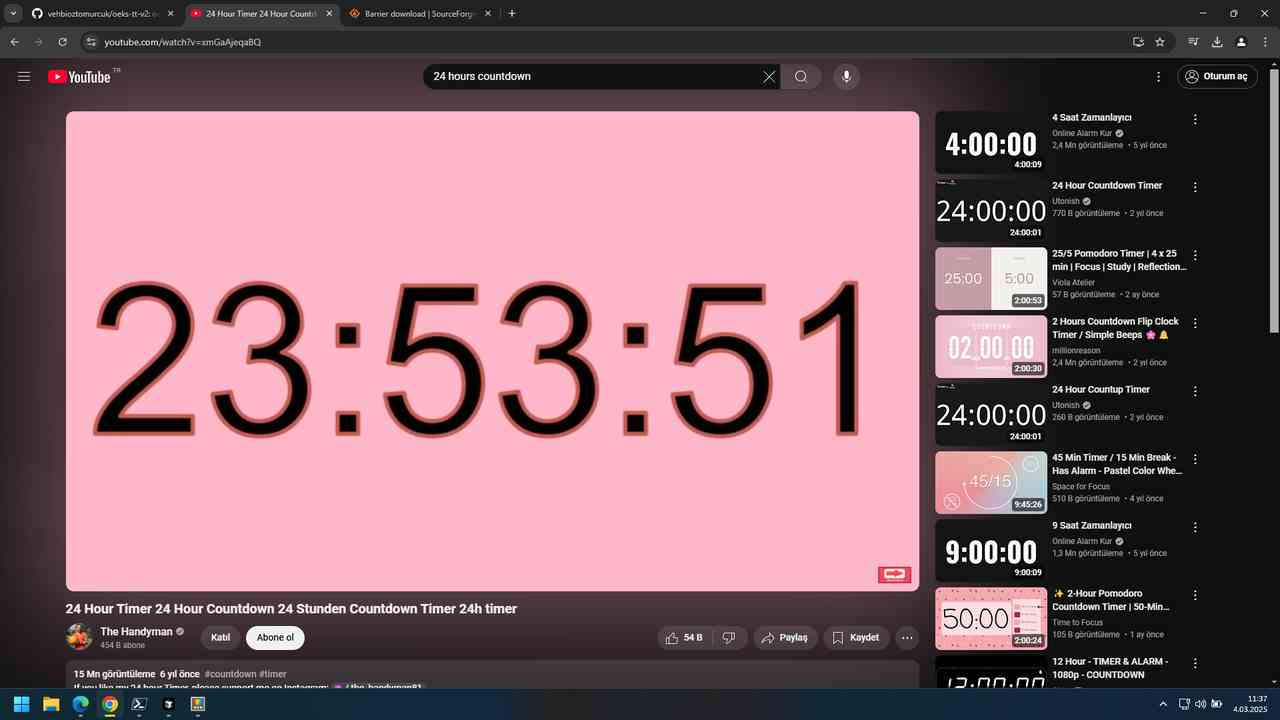 vehbioztomurcuk/oeks-tt-v2:
24 Hour Timer 24 Hour Countd
Barrier download | SourceForg
youtube.com/watch?v=xmGaAjeqaBQ
YouTube TR
24 hours countdown
Oturum aç
23:53:51
24 Hour Timer 24 Hour Countdown 24 Stunden Countdown Timer 24h timer
The Handyman
454 B abone
Katıl
Abone ol
54 B
Paylaş
Kaydet
15 Mn görüntüleme 6 yıl önce #countdown #timer
If you like my 24 hour Timer, please support me on Instagram: / the_handyman81
4:00:00
4:00:09
4 Saat Zamanlayıcı
Online Alarm Kur
2,4 Mn görüntüleme • 5 yıl önce
24:00:00
24:00:01
24 Hour Countdown Timer
Utonish
770 B görüntüleme • 2 yıl önce
25:00
5:00
2:00:53
25/5 Pomodoro Timer | 4 x 25
min | Focus | Study | Reflection...
Viola Atelier
57 B görüntüleme • 2 ay önce
COUNTDOWN
02 00 00
2:00:30
2 Hours Countdown Flip Clock
Timer / Simple Beeps 🌸 🔔
millionreason
2,4 Mn görüntüleme • 2 yıl önce
24:00:00
24:00:01
24 Hour Countup Timer
Utonish
260 B görüntüleme • 2 yıl önce
45/15
9:45:26
45 Min Timer / 15 Min Break -
Has Alarm - Pastel Color Whe...
Space for Focus
510 B görüntüleme • 4 yıl önce
9:00:00
9:00:09
9 Saat Zamanlayıcı
Online Alarm Kur
1,3 Mn görüntüleme • 5 yıl önce
50:00
2:00:24
✨ 2-Hour Pomodoro
Countdown Timer | 50-Min...
Time to Focus
105 B görüntüleme • 1 ay önce
12:00:00
12 Hour - TIMER & ALARM -
1080p - COUNTDOWN
11:37
4.03.2025